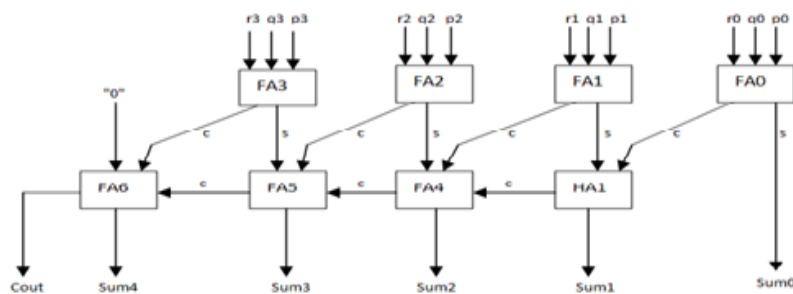 r3 q3 p3 r2 q2 p2 r1 q1 p1 r0 q0 p0
FA3 FA2 FA1 FA0
"0"
c s c s c s c s
FA6 c FA5 c FA4 c HA1
Cout Sum4 Sum3 Sum2 Sum1 Sum0